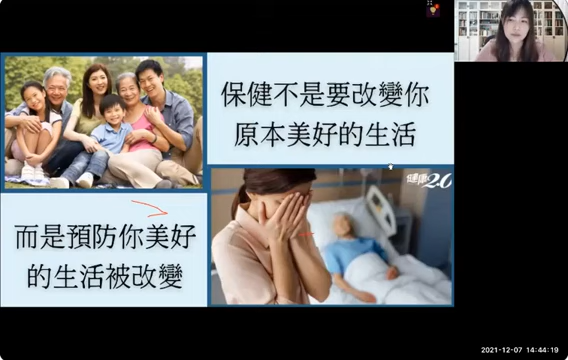 保健不是要改變你
原本美好的生活
健康2.0
而是預防你美好
的生活被改變
2021-12-07 14:44:19